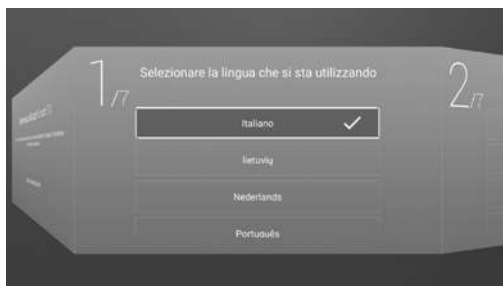 1/7
Selezionare la lingua che si sta utilizzando
2/7
Italiano
lietuvių
Nederlands
Português